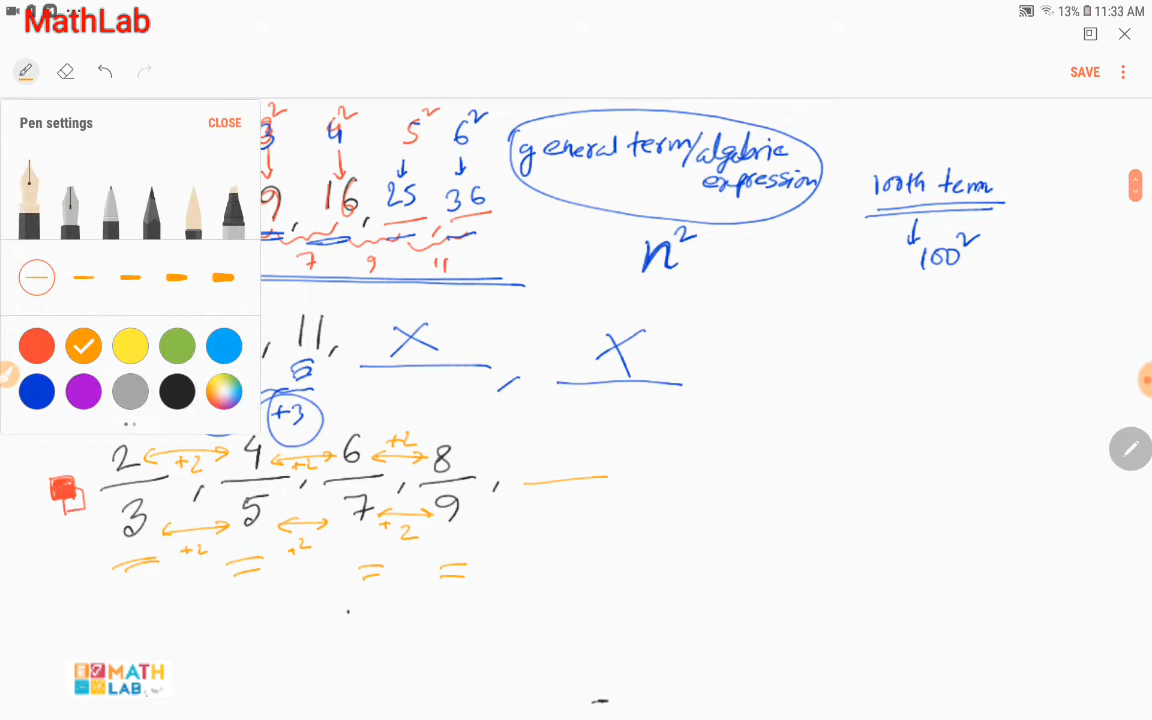 MathLab
13% 11:33 AM
SAVE
Pen settings CLOSE
3² 4² 5² 6²
9, 16, 25, 36
7 9 11
general term/algebric
expression
n²
100th term
100²
, 11, X , X
5
+3
2/3, 4/5, 6/7, 8/9,
+2 +2 +2
+2 +2 +2
MATH
LAB